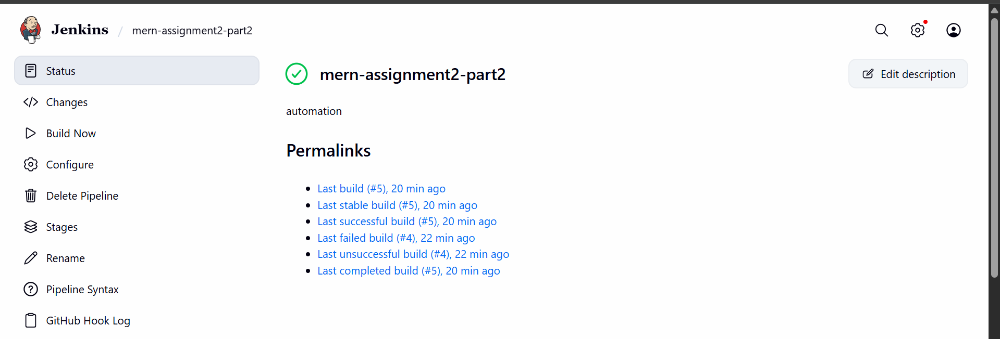 Jenkins / mern-assignment2-part2
Status
Changes
Build Now
Configure
Delete Pipeline
Stages
Rename
Pipeline Syntax
GitHub Hook Log
mern-assignment2-part2
Edit description
automation
Permalinks
Last build (#5), 20 min ago
Last stable build (#5), 20 min ago
Last successful build (#5), 20 min ago
Last failed build (#4), 22 min ago
Last unsuccessful build (#4), 22 min ago
Last completed build (#5), 20 min ago